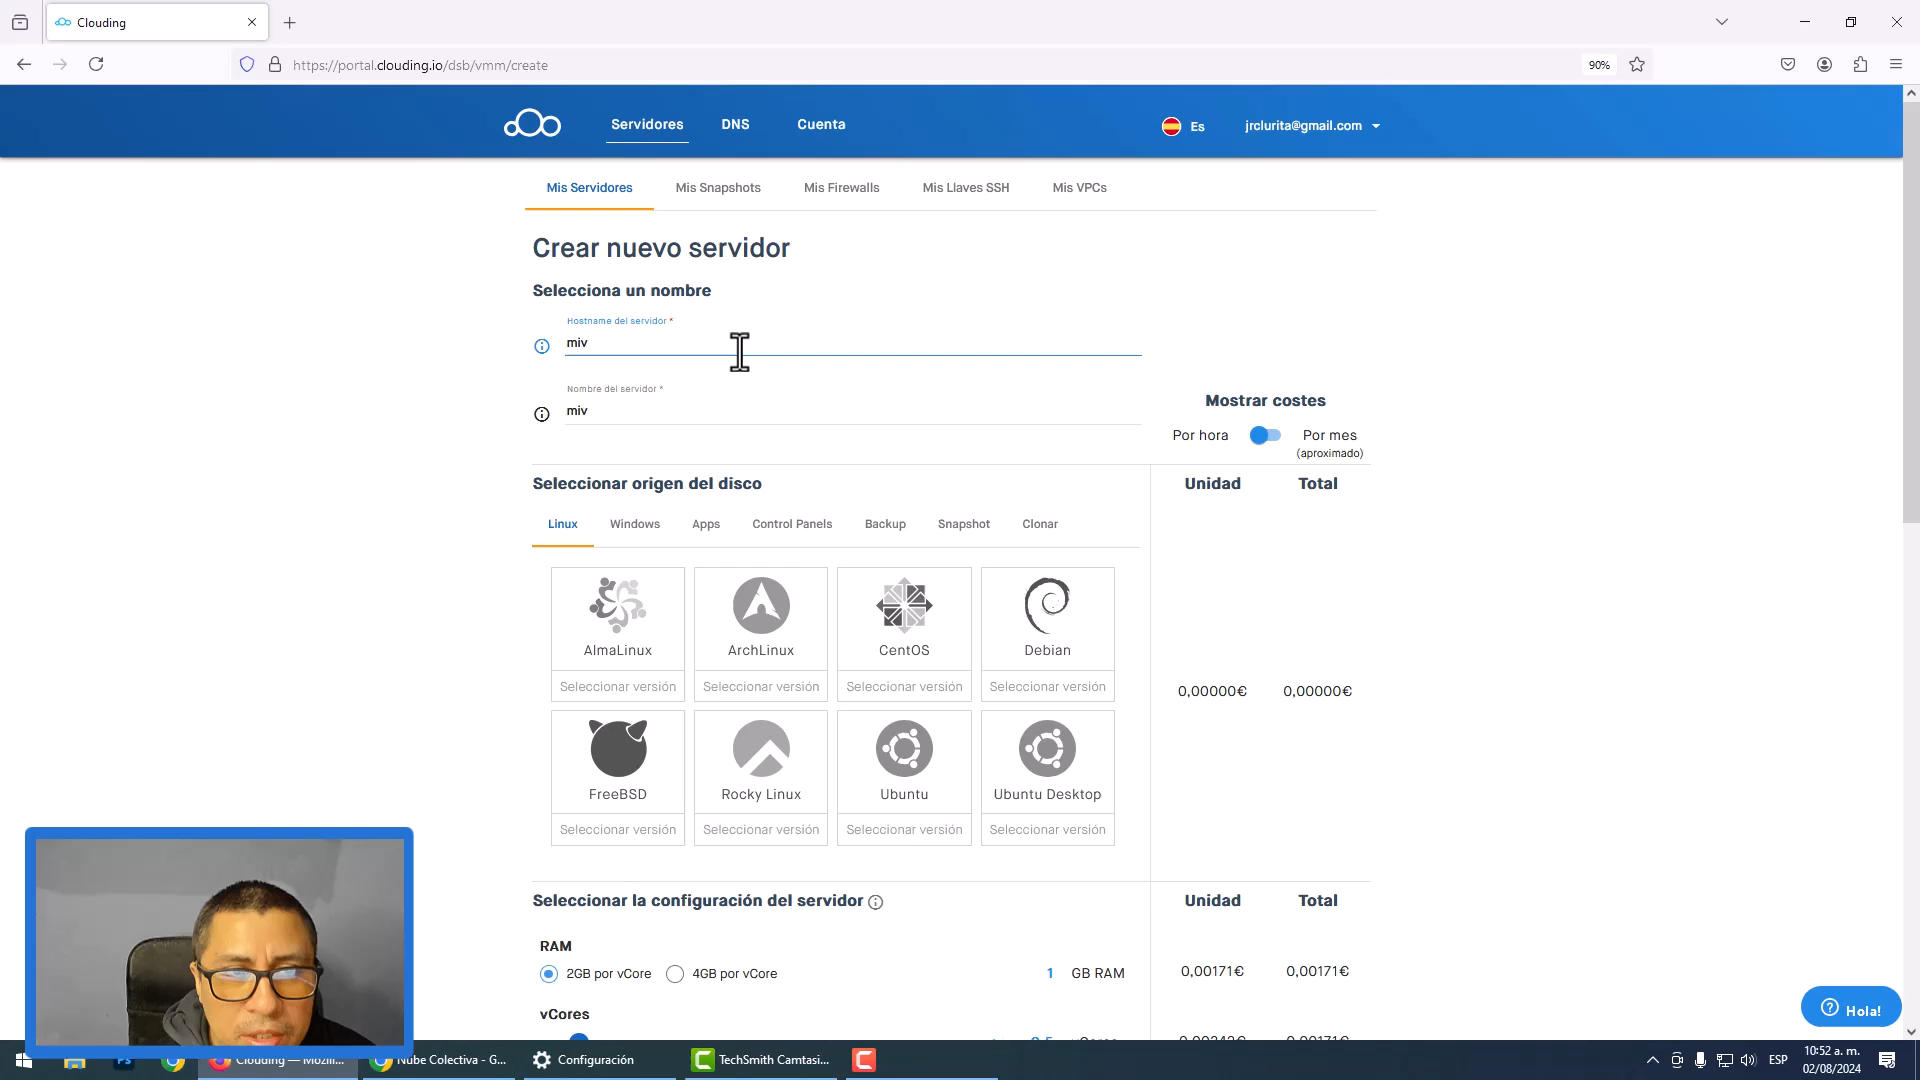 Clouding
https://portal.clouding.io/dsb/vmm/create
90%
Servidores
DNS
Cuenta
Es
jrclurita@gmail.com
Mis Servidores
Mis Snapshots
Mis Firewalls
Mis Llaves SSH
Mis VPCs
Crear nuevo servidor
Selecciona un nombre
Hostname del servidor *
miv
Nombre del servidor *
miv
Mostrar costes
Por hora
Por mes
(aproximado)
Seleccionar origen del disco
Unidad
Total
Linux
Windows
Apps
Control Panels
Backup
Snapshot
Clonar
AlmaLinux
ArchLinux
CentOS
Debian
Seleccionar versión
Seleccionar versión
Seleccionar versión
Seleccionar versión
0,00000€
0,00000€
FreeBSD
Rocky Linux
Ubuntu
Ubuntu Desktop
Seleccionar versión
Seleccionar versión
Seleccionar versión
Seleccionar versión
Seleccionar la configuración del servidor
Unidad
Total
RAM
2GB por vCore
4GB por vCore
1 GB RAM
0,00171€
0,00171€
vCores
Hola!
Clouding — Mozill...
Nube Colectiva - G...
Configuración
TechSmith Camtasi...
ESP
10:52 a. m.
02/08/2024